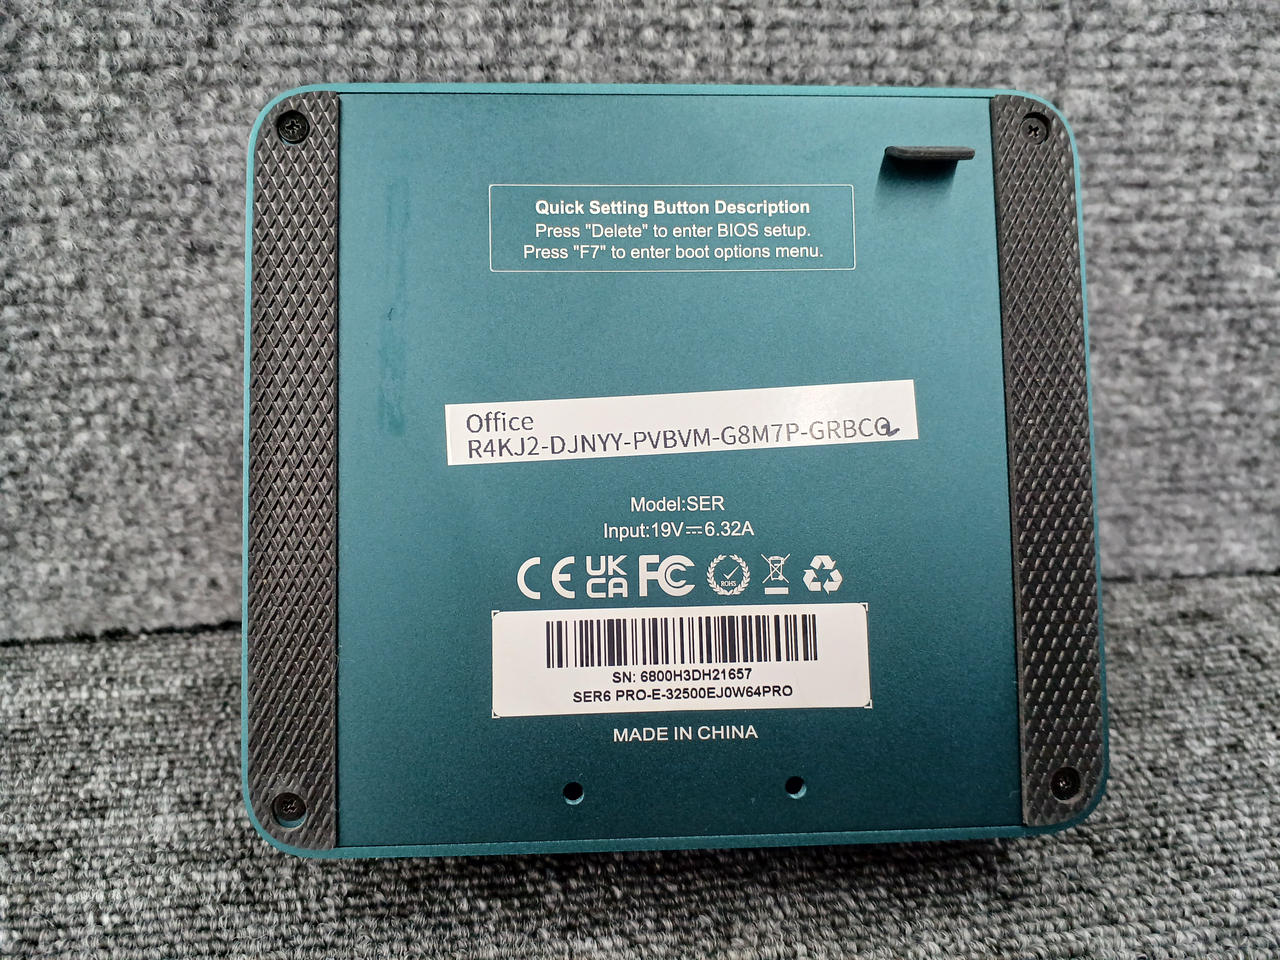 Quick Setting Button Description
Press "Delete" to enter BIOS setup.
Press "F7" to enter boot options menu.
Office
R4KJ2-DJNYY-PVBVM-G8M7P-GRBCQ
Model:SER
Input:19V⎓6.32A
CE UK CA FC ROHS
SN: 6800H3DH21657
SER6 PRO-E-32500EJ0W64PRO
MADE IN CHINA